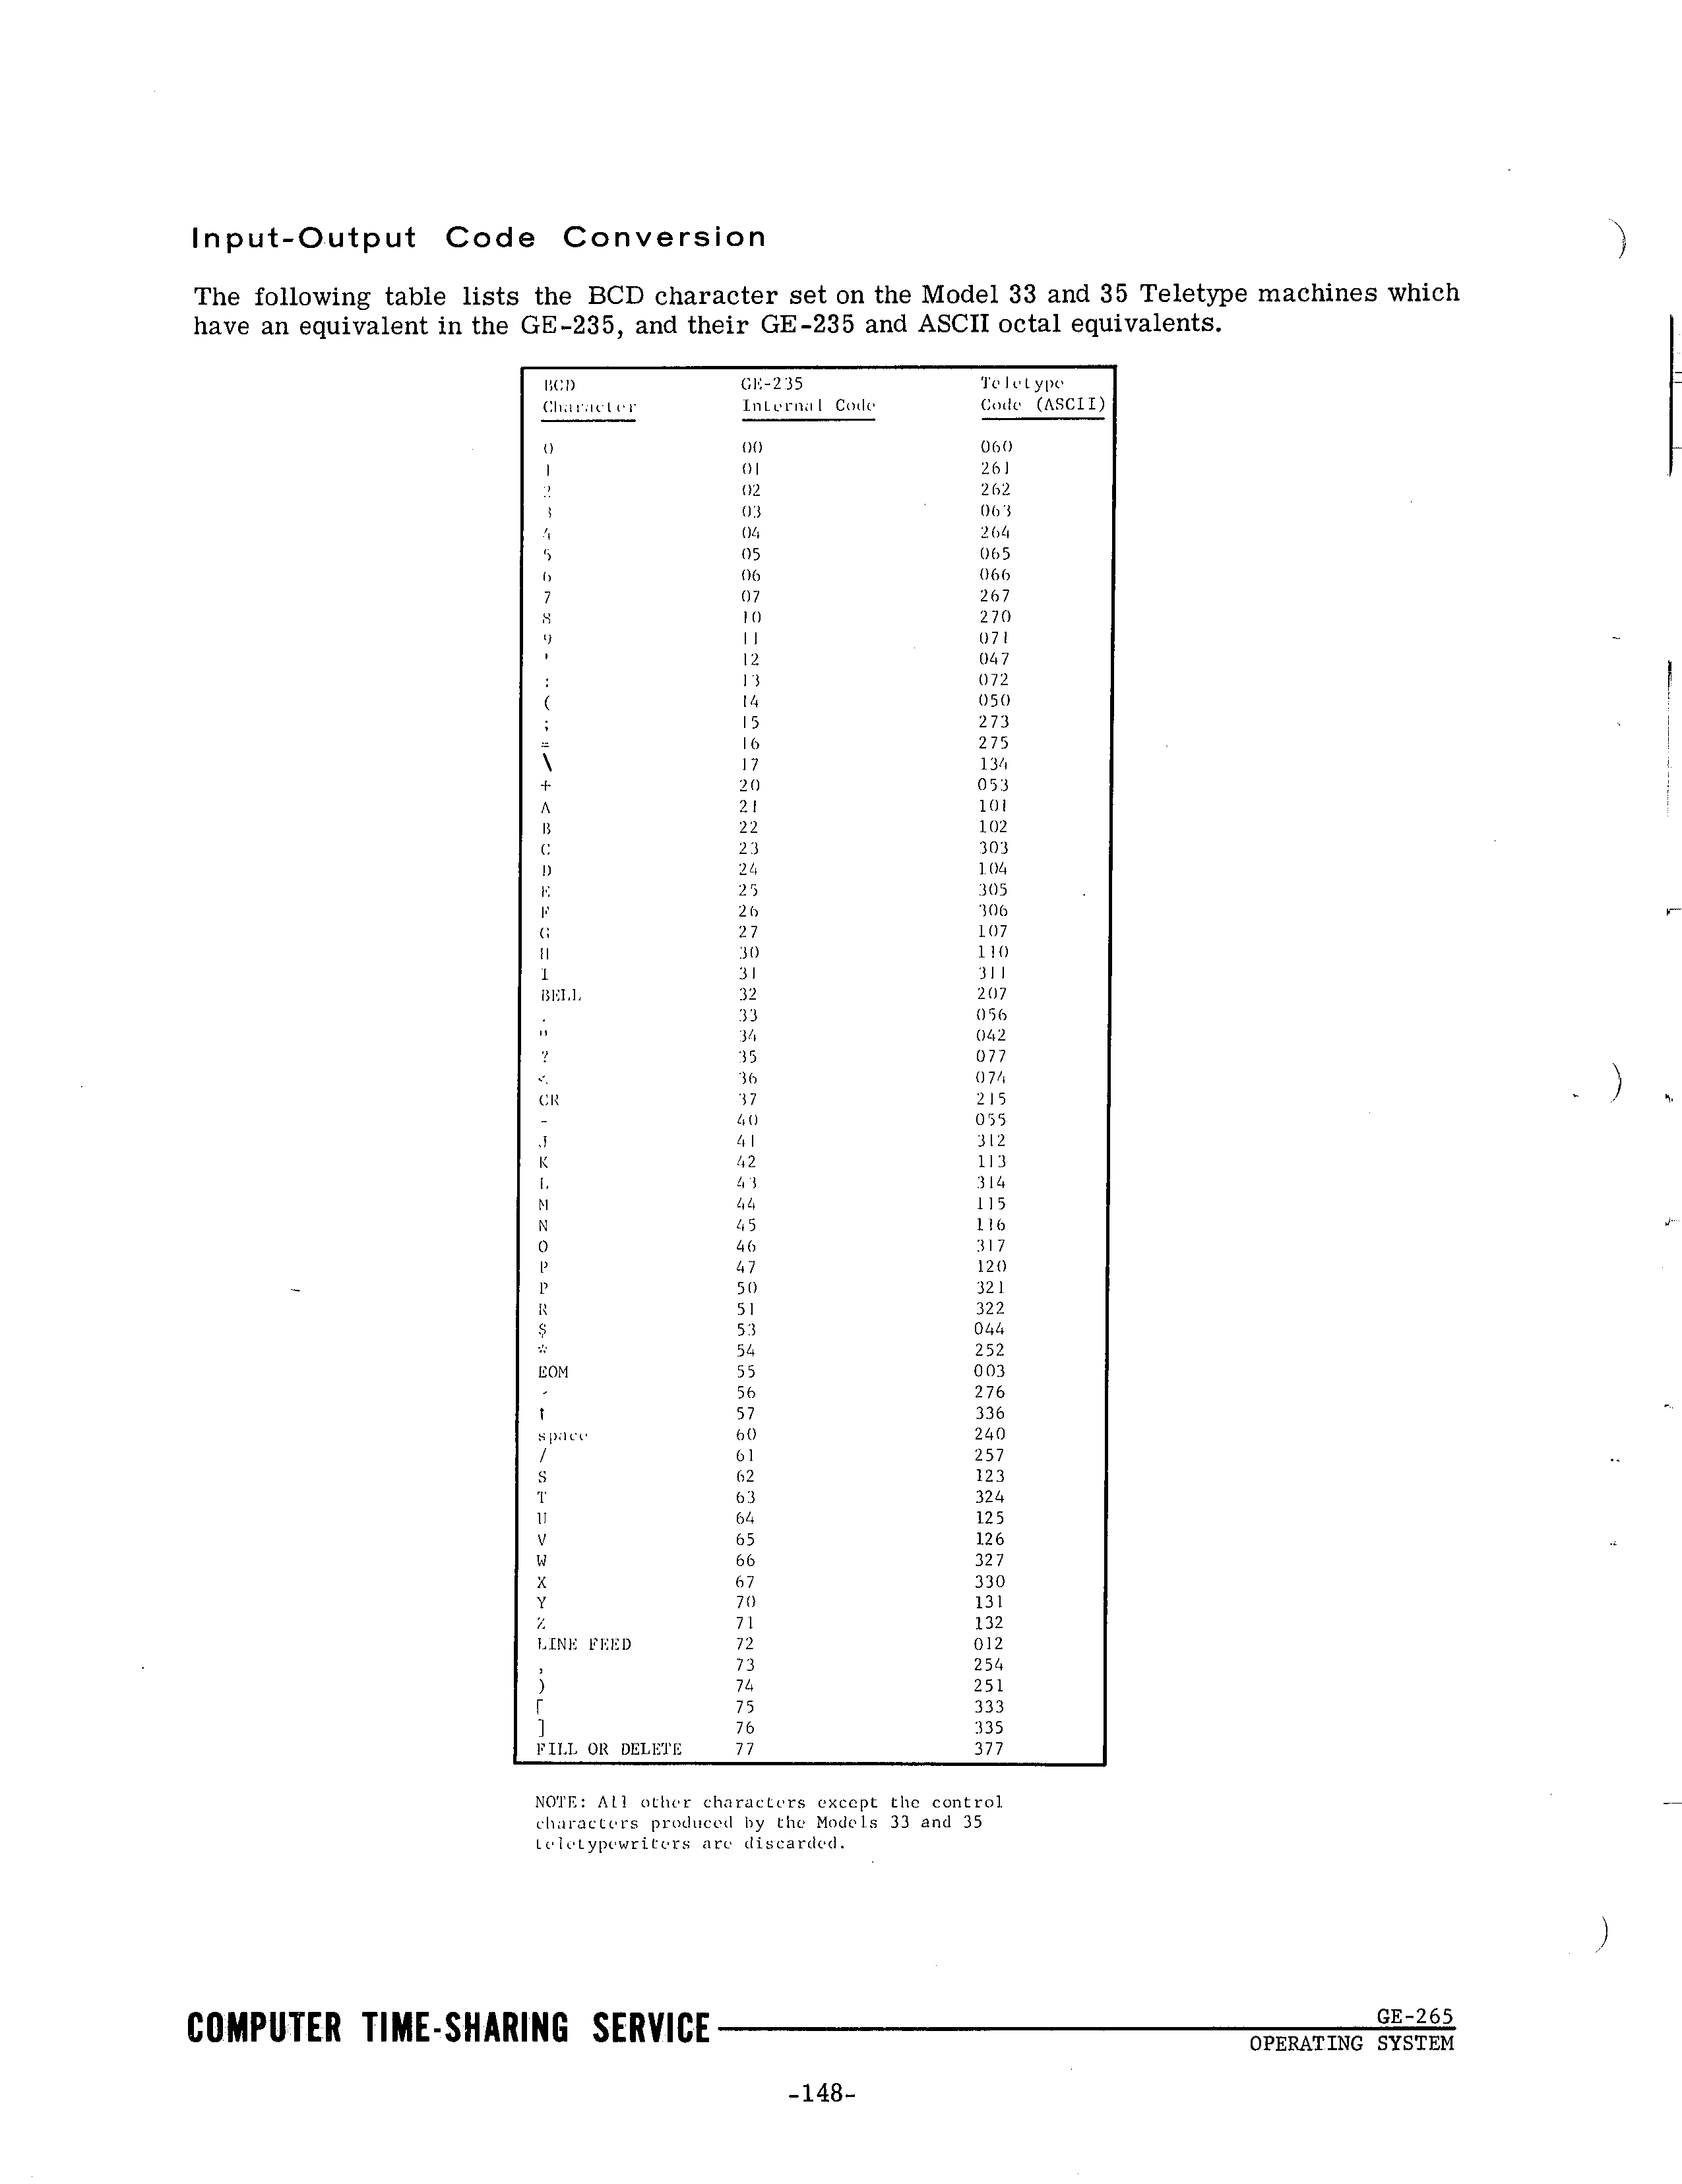 Input-Output Code Conversion
The following table lists the BCD character set on the Model 33 and 35 Teletype machines which
have an equivalent in the GE-235, and their GE-235 and ASCII octal equivalents.
BCD GE-235 Teletype
Character Internal Code Code (ASCII)
0 00 060
1 01 261
2 02 262
3 03 063
4 04 264
5 05 065
6 06 066
7 07 267
8 10 270
9 11 071
' 12 047
: 13 072
( 14 050
; 15 273
= 16 275
\ 17 134
+ 20 053
A 21 101
B 22 102
C 23 303
D 24 104
E 25 305
F 26 306
G 27 107
H 30 110
I 31 311
BELL 32 207
. 33 056
" 34 042
? 35 077
< 36 074
CR 37 215
- 40 055
J 41 312
K 42 113
L 43 314
M 44 115
N 45 116
O 46 317
P 47 120
P 50 321
R 51 322
$ 53 044
* 54 252
EOM 55 003
56 276
↑ 57 336
space 60 240
/ 61 257
S 62 123
T 63 324
U 64 125
V 65 126
W 66 327
X 67 330
Y 70 131
Z 71 132
LINE FEED 72 012
, 73 254
) 74 251
[ 75 333
] 76 335
FILL OR DELETE 77 377
NOTE: All other characters except the control
characters produced by the Models 33 and 35
teletypewriters are discarded.
COMPUTER TIME-SHARING SERVICE GE-265
OPERATING SYSTEM
-148-